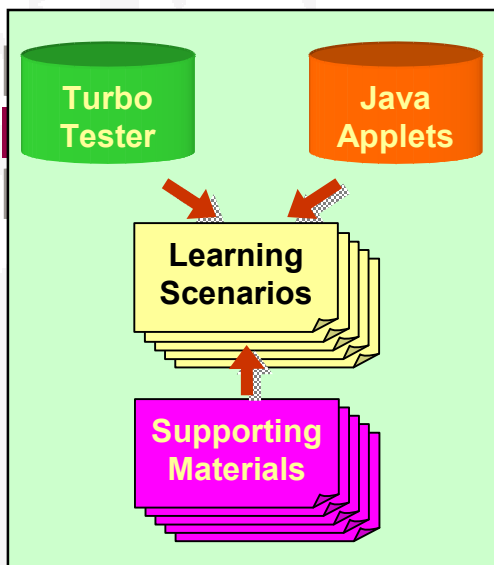 Turbo
Tester
Java
Applets
Learning
Scenarios
Supporting
Materials